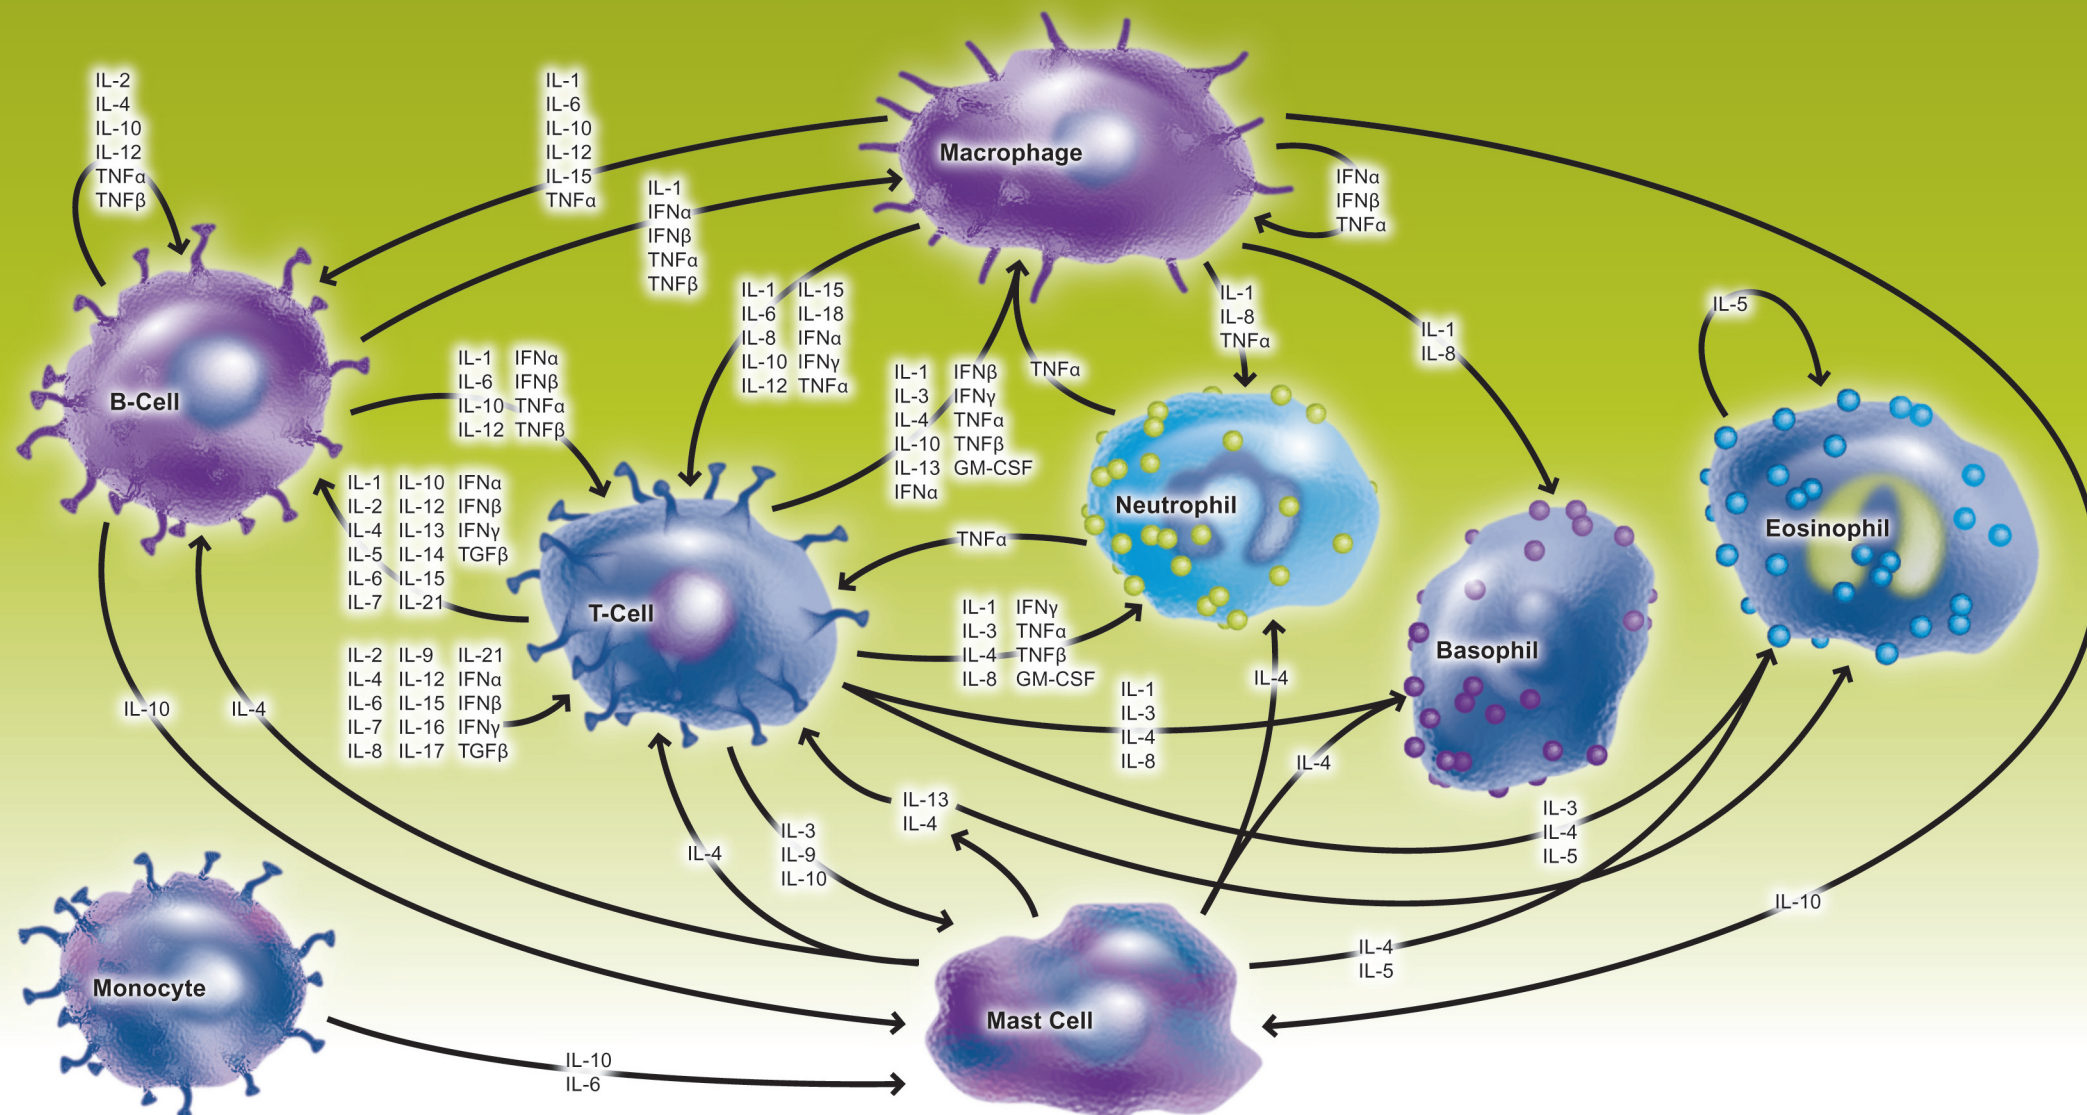 IL-2
IL-4
IL-10
IL-12
TNFα
TNFβ
IL-1
IL-6
IL-10
IL-12
IL-15
TNFα
IL-1
IFNα
IFNβ
TNFα
TNFβ
Macrophage
IFNα
IFNβ
TNFα
IL-1 IL-15
IL-6 IL-18
IL-8 IFNα
IL-10 IFNγ
IL-12 TNFα
IL-1
IL-8
TNFα
IL-1
IL-8
IL-5
B-Cell
IL-1 IFNα
IL-6 IFNβ
IL-10 TNFα
IL-12 TNFβ
IL-1 IFNβ
IL-3 IFNγ
IL-4 TNFα
IL-10 TNFβ
IL-13 GM-CSF
IFNα
TNFα
Neutrophil
Eosinophil
IL-1 IL-10 IFNα
IL-2 IL-12 IFNβ
IL-4 IL-13 IFNγ
IL-5 IL-14 TGFβ
IL-6 IL-15
IL-7 IL-21
TNFα
T-Cell
IL-1 IFNγ
IL-3 TNFα
IL-4 TNFβ
IL-8 GM-CSF
Basophil
IL-2 IL-9 IL-21
IL-4 IL-12 IFNα
IL-6 IL-15 IFNβ
IL-7 IL-16 IFNγ
IL-8 IL-17 TGFβ
IL-10
IL-4
IL-1
IL-3
IL-4
IL-8
IL-4
IL-4
IL-13
IL-4
IL-3
IL-4
IL-5
IL-4
IL-3
IL-9
IL-10
IL-10
IL-4
IL-5
Monocyte
Mast Cell
IL-10
IL-6